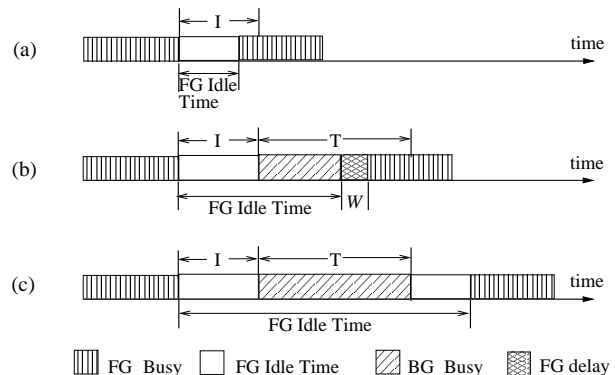 I
(a)
time
FG Idle
Time
I
T
(b)
time
FG Idle Time
W
I
T
(c)
time
FG Idle Time
FG Busy
FG Idle Time
BG Busy
FG delay